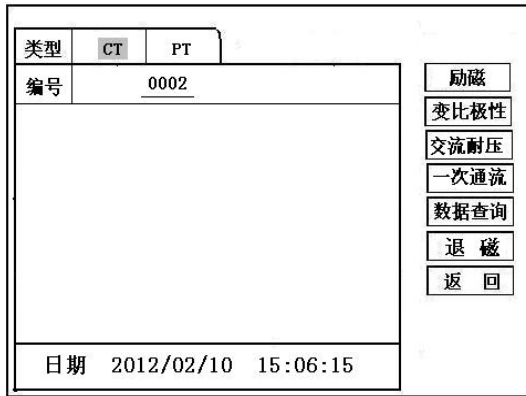 类型 CT PT
编号 0002
励磁
变比极性
交流耐压
一次通流
数据查询
退 磁
返 回
日期 2012/02/10 15:06:15